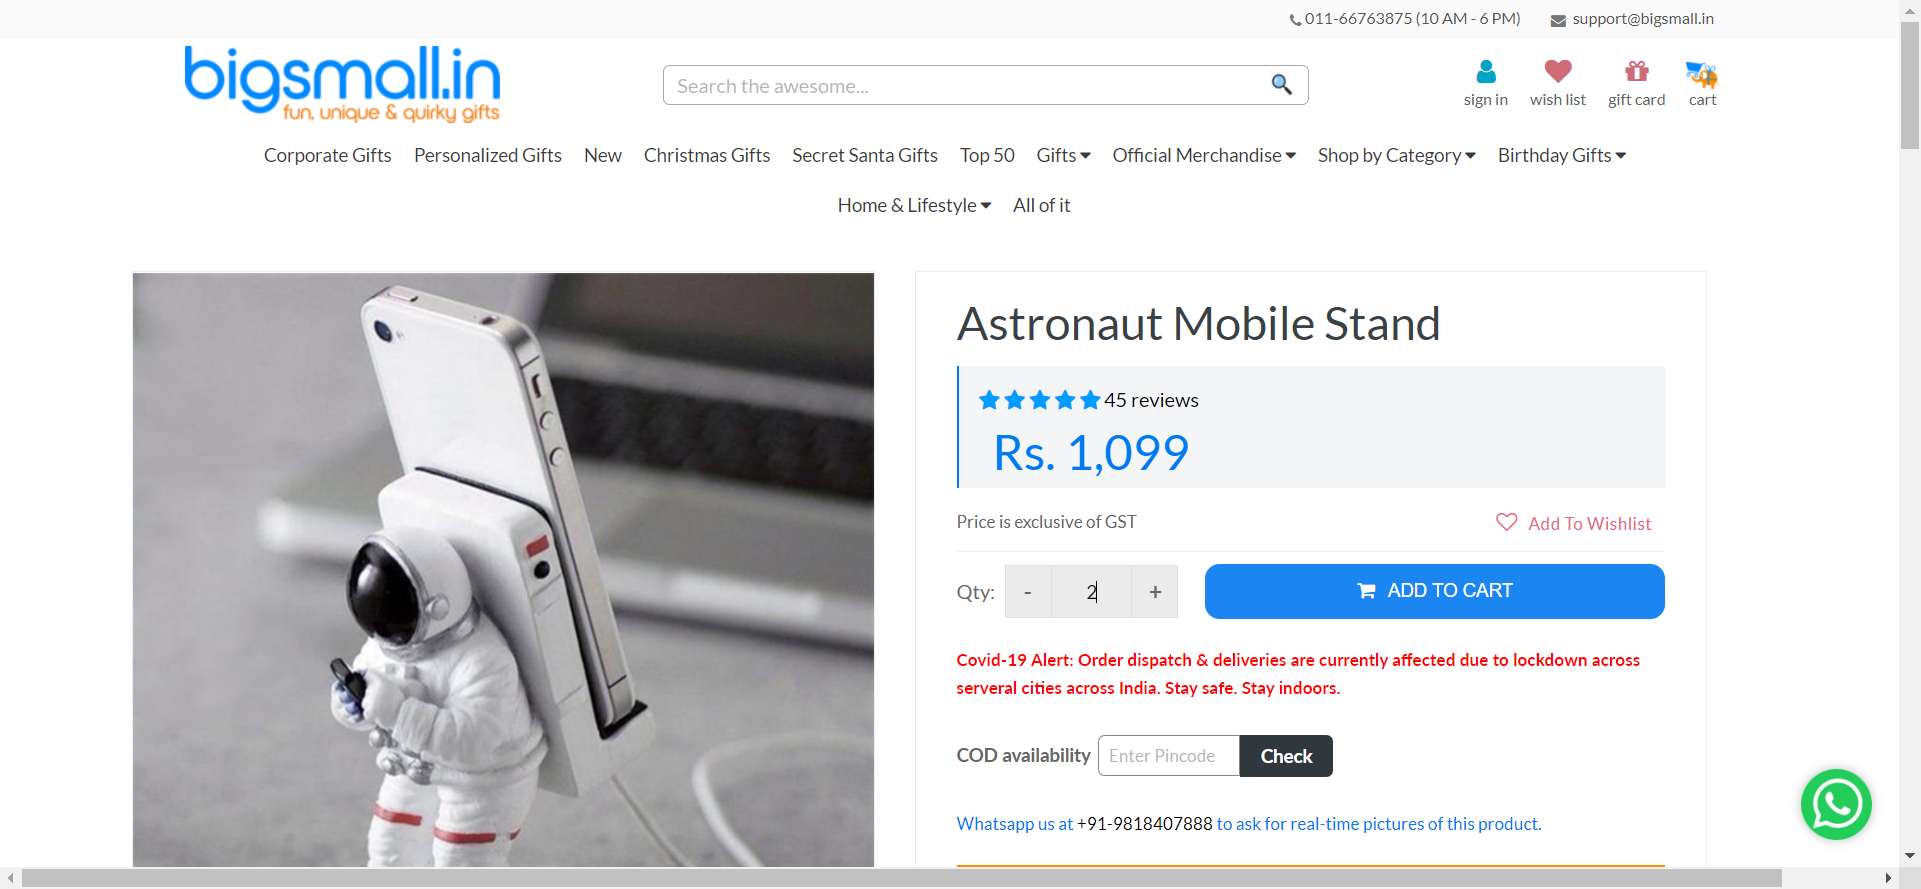 011-66763875 (10 AM - 6 PM)
support@bigsmall.in
bigsmall.in
fun, unique & quirky gifts
Search the awesome...
sign in
wish list
gift card
cart
Corporate Gifts
Personalized Gifts
New
Christmas Gifts
Secret Santa Gifts
Top 50
Gifts
Official Merchandise
Shop by Category
Birthday Gifts
Home & Lifestyle
All of it
Astronaut Mobile Stand
45 reviews
Rs. 1,099
Price is exclusive of GST
Add To Wishlist
Qty:
-
2
+
ADD TO CART
Covid-19 Alert: Order dispatch & deliveries are currently affected due to lockdown across
serveral cities across India. Stay safe. Stay indoors.
COD availability
Enter Pincode
Check
Whatsapp us at +91-9818407888 to ask for real-time pictures of this product.